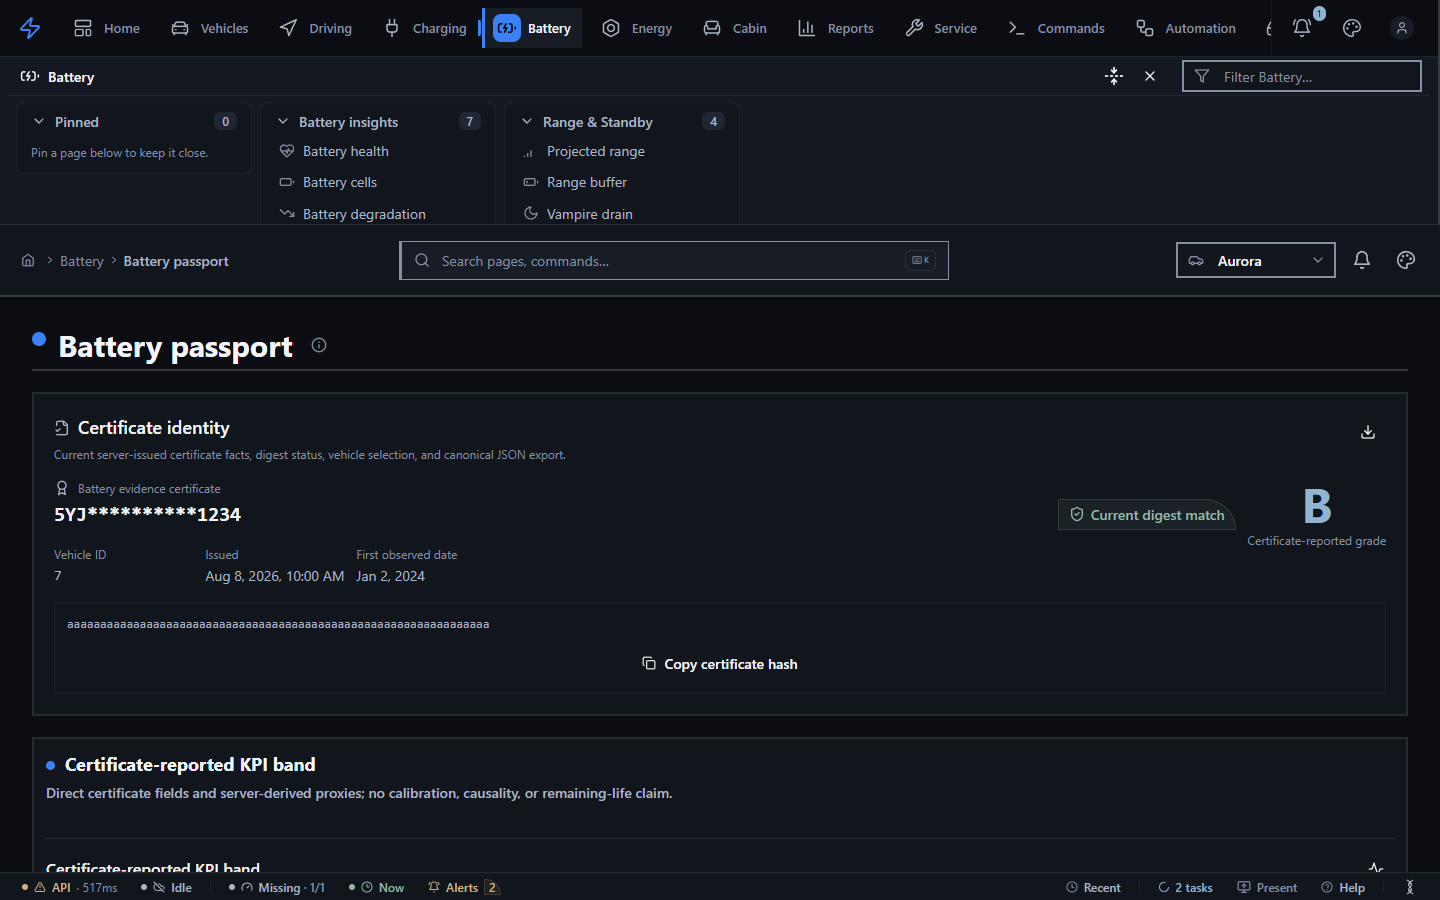 Home Vehicles Driving Charging Battery Energy Cabin Reports Service Commands Automation 1
Battery Filter Battery...
Pinned 0
Pin a page below to keep it close.
Battery insights 7
Battery health
Battery cells
Battery degradation
Range & Standby 4
Projected range
Range buffer
Vampire drain
Battery Battery passport Search pages, commands... K Aurora
Battery passport
Certificate identity
Current server-issued certificate facts, digest status, vehicle selection, and canonical JSON export.
Battery evidence certificate
5YJ**********1234
Current digest match
B
Certificate-reported grade
Vehicle ID Issued First observed date
7 Aug 8, 2026, 10:00 AM Jan 2, 2024
Copy certificate hash
Certificate-reported KPI band
Direct certificate fields and server-derived proxies; no calibration, causality, or remaining-life claim.
Certificate-reported KPI band
API · 517ms Idle Missing · 1/1 Now Alerts 2 Recent 2 tasks Present Help